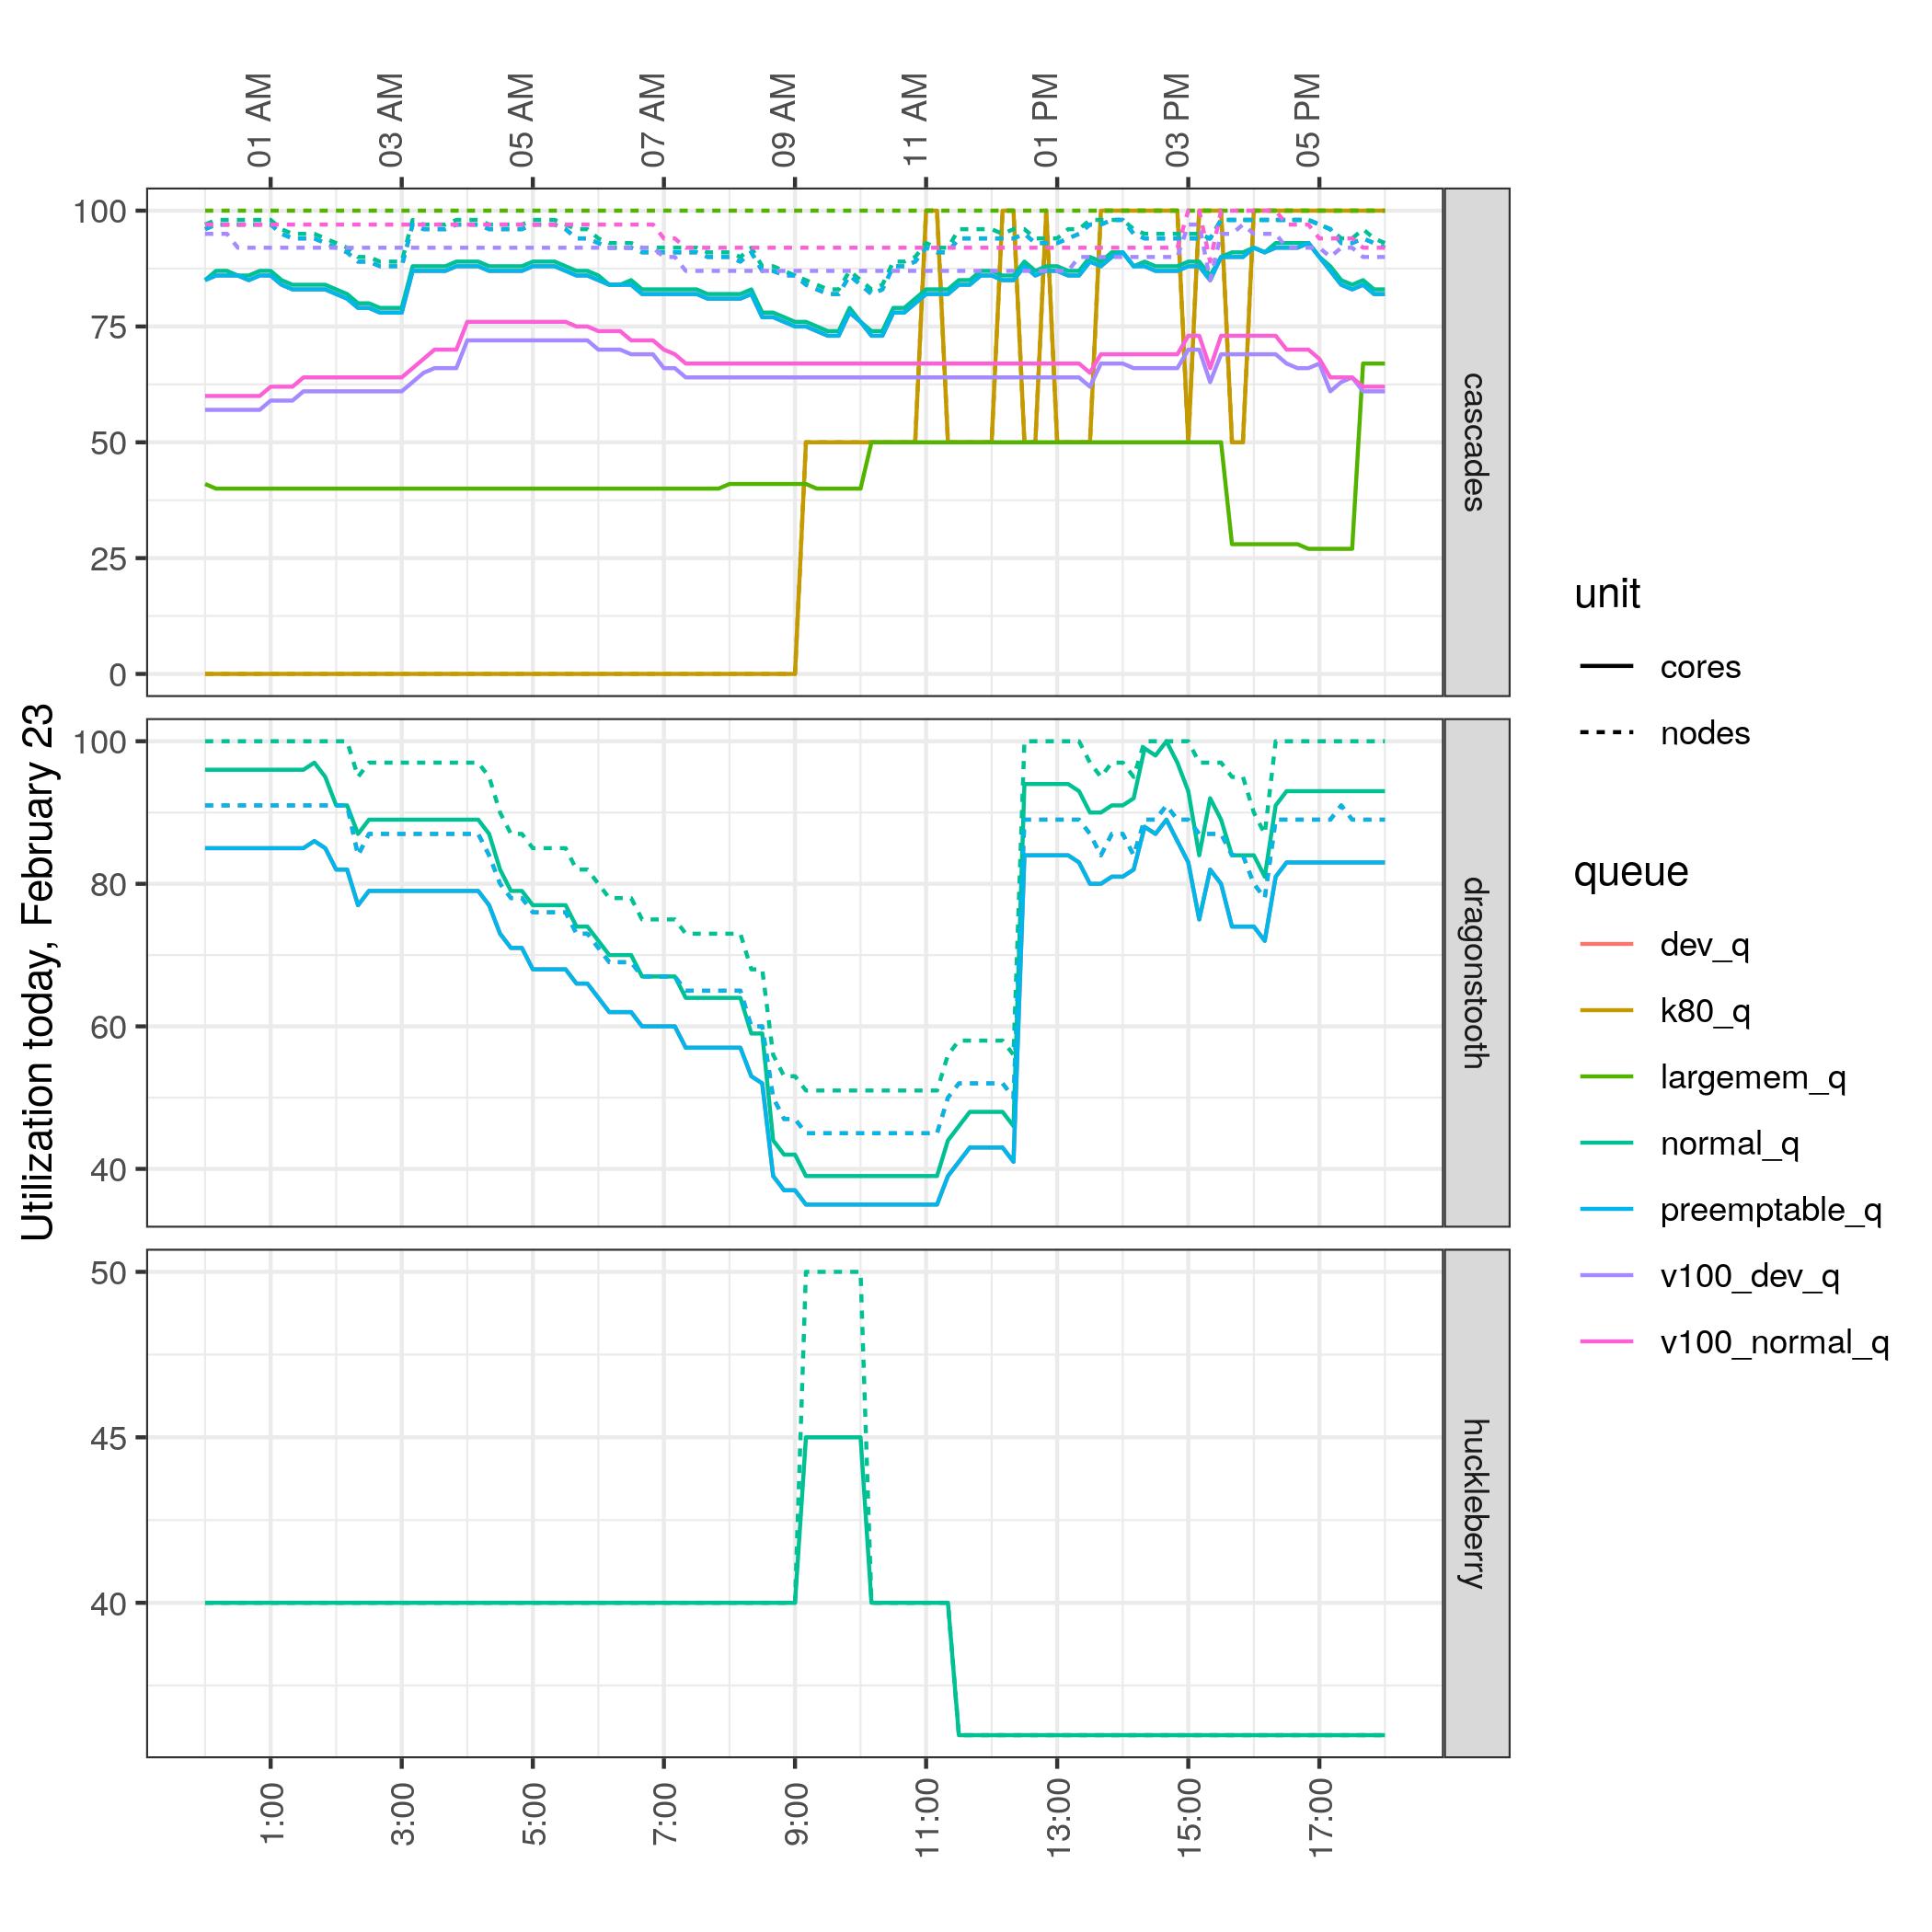 01 AM
03 AM
05 AM
07 AM
09 AM
11 AM
01 PM
03 PM
05 PM
Utilization today, February 23
100
75
50
25
0
cascades
100
80
60
40
dragonstooth
50
45
40
huckleberry
1:00
3:00
5:00
7:00
9:00
11:00
13:00
15:00
17:00
unit
cores
nodes
queue
dev_q
k80_q
largemem_q
normal_q
preemptable_q
v100_dev_q
v100_normal_q